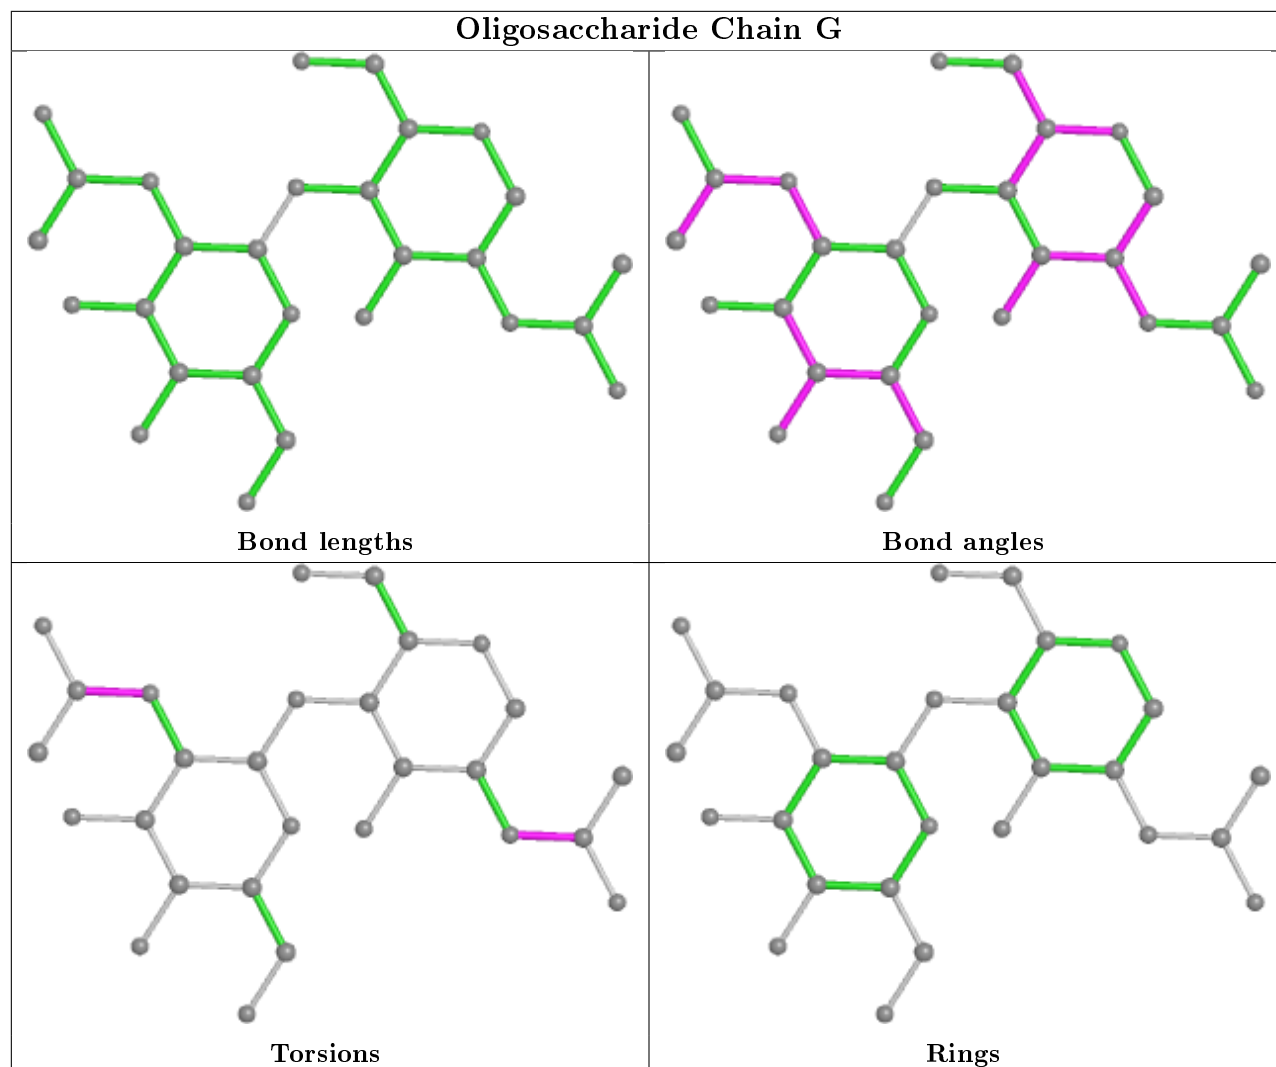 Oligosaccharide Chain G
Bond lengths
Bond angles
Torsions
Rings